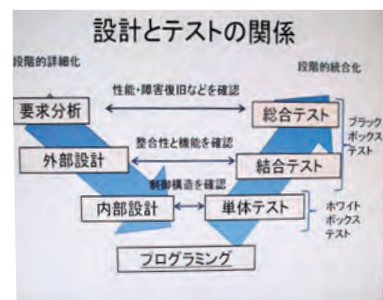 設計とテストの関係
段階的詳細化
段階的統合化
性能・障害復旧などを確認
要求分析
総合テスト
ブラック
ボックス
テスト
整合性と機能を確認
外部設計
結合テスト
制御構造を確認
内部設計
単体テスト
ホワイト
ボックス
テスト
プログラミング